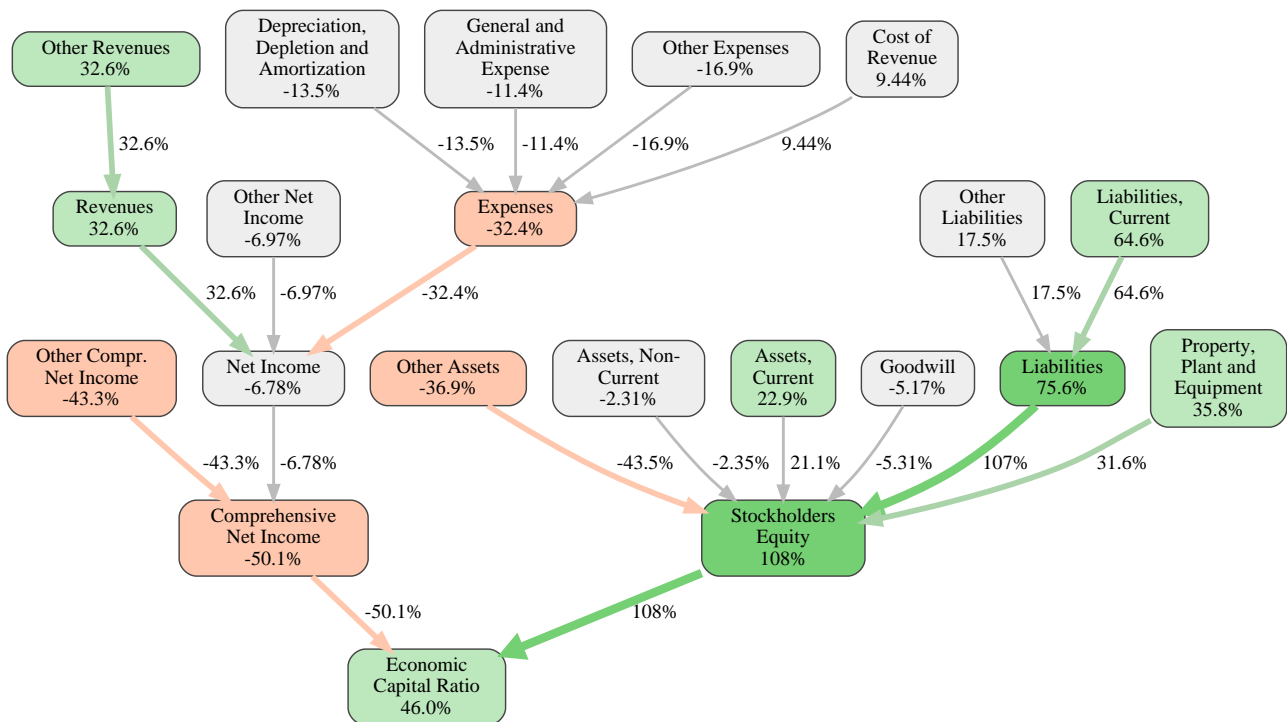 Other Revenues
32.6%
Depreciation,
Depletion and
Amortization
-13.5%
General and
Administrative
Expense
-11.4%
Other Expenses
-16.9%
Cost of
Revenue
9.44%
32.6%
-13.5%
-11.4%
-16.9%
9.44%
Revenues
32.6%
Other Net
Income
-6.97%
Expenses
-32.4%
Other
Liabilities
17.5%
Liabilities,
Current
64.6%
32.6%
-6.97%
-32.4%
17.5%
64.6%
Other Compr.
Net Income
-43.3%
Net Income
-6.78%
Other Assets
-36.9%
Assets, Non-
Current
-2.31%
Assets,
Current
22.9%
Goodwill
-5.17%
Liabilities
75.6%
Property,
Plant and
Equipment
35.8%
-43.3%
-6.78%
-43.5%
-2.35%
21.1%
-5.31%
107%
31.6%
Comprehensive
Net Income
-50.1%
Stockholders
Equity
108%
-50.1%
108%
Economic
Capital Ratio
46.0%